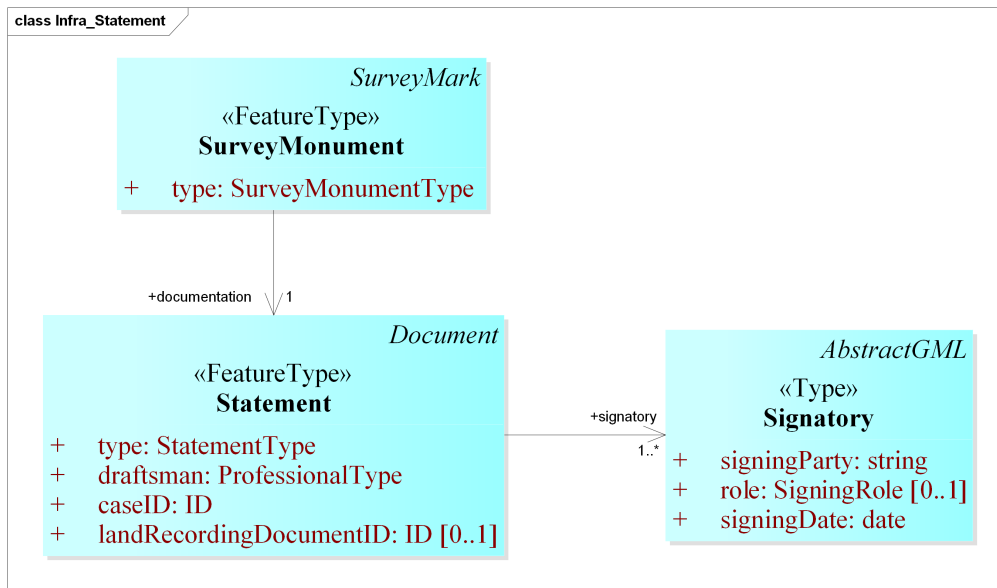 class Infra_Statement
SurveyMark
«FeatureType»
SurveyMonument
+ type: SurveyMonumentType
+documentation 1
Document
«FeatureType»
Statement
+ type: StatementType
+ draftsman: ProfessionalType
+ caseID: ID
+ landRecordingDocumentID: ID [0..1]
+signatory
1..*
AbstractGML
«Type»
Signatory
+ signingParty: string
+ role: SigningRole [0..1]
+ signingDate: date